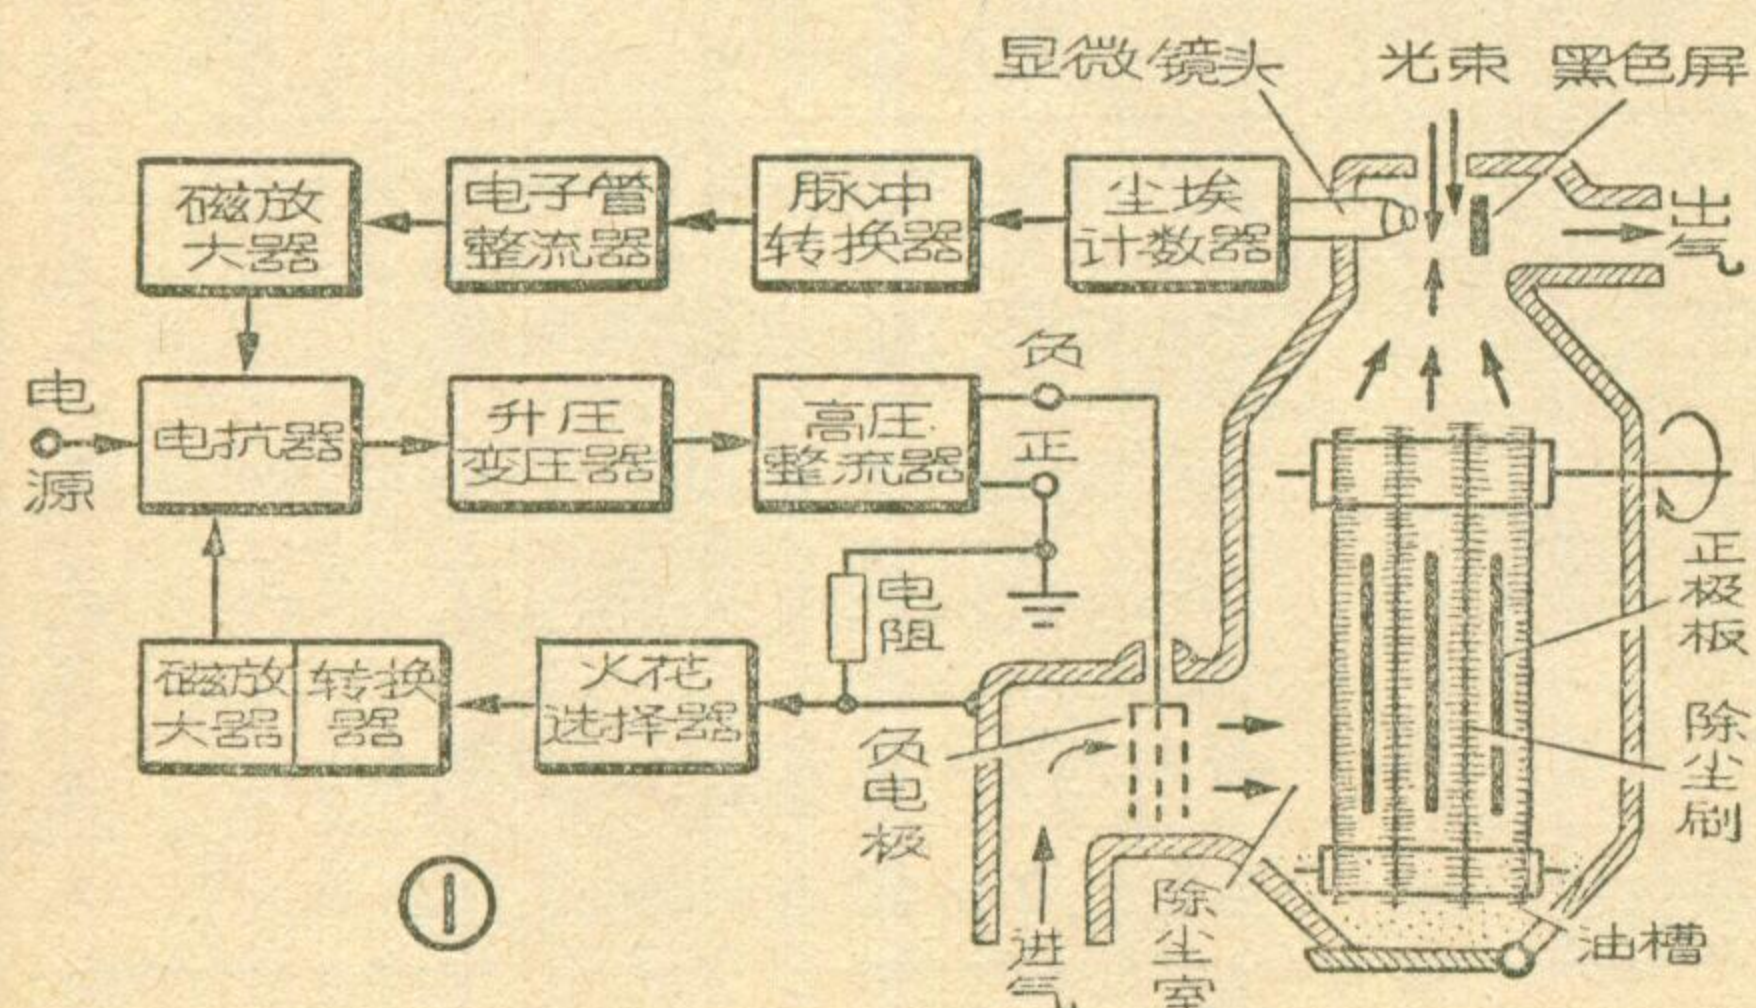 显微镜头
光束
黑色屏
磁放
大器
电子管
整流器
脉冲
转换器
尘埃
计数器
出气
电源
电抗器
升压
变压器
高压
整流器
负
正
电阻
正极板
磁放
大器
转换
器
火花
选择器
负电极
除尘刷
①
进气
除尘室
油槽